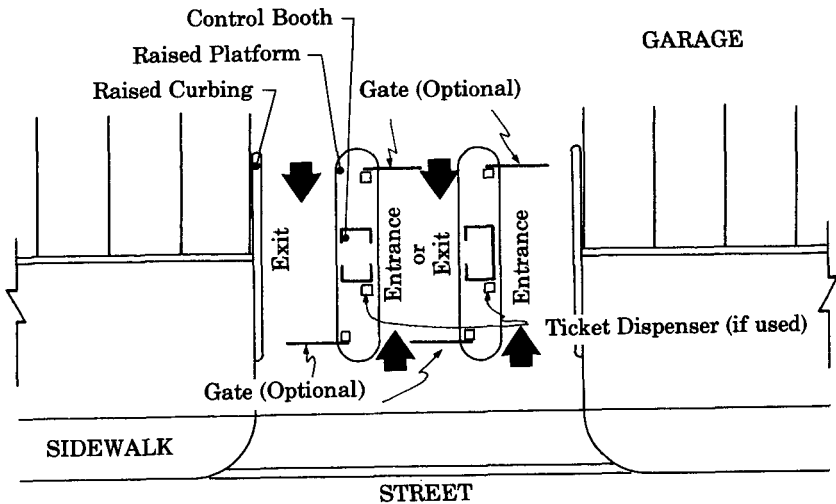 Control Booth
GARAGE
Raised Platform
Raised Curbing
Gate (Optional)
Exit
Entrance
or
Exit
Entrance
Ticket Dispenser (if used)
Gate (Optional)
SIDEWALK
STREET